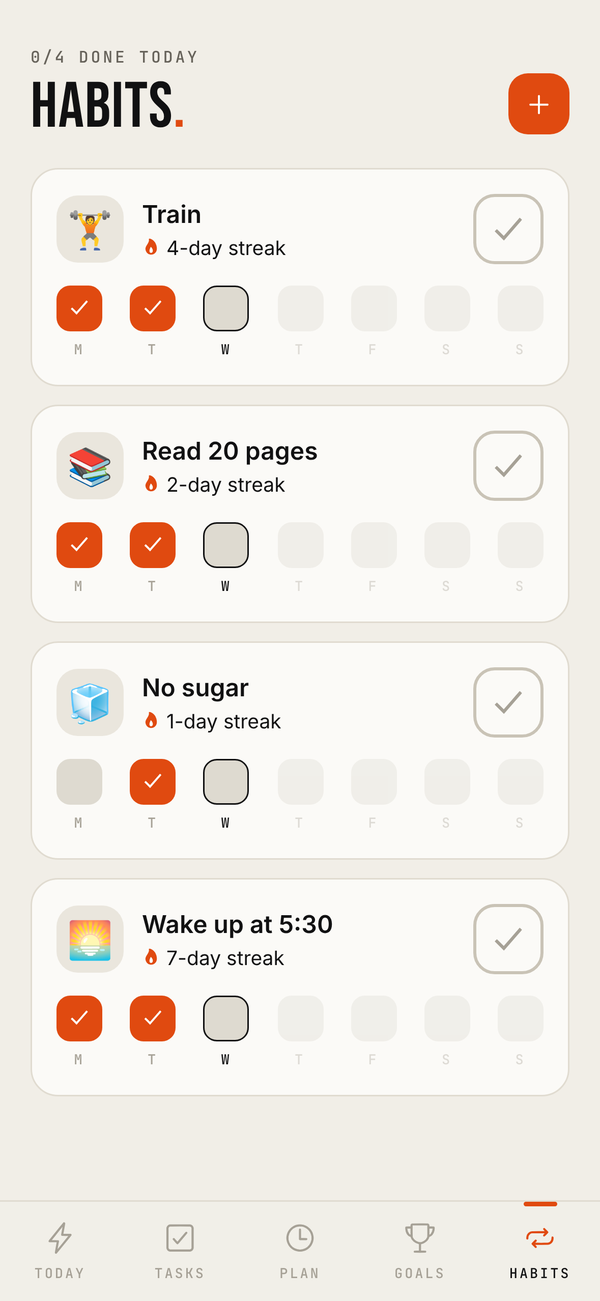 0/4 DONE TODAY
HABITS.
Train
4-day streak
M T W T F S S
Read 20 pages
2-day streak
M T W T F S S
No sugar
1-day streak
M T W T F S S
Wake up at 5:30
7-day streak
M T W T F S S
TODAY TASKS PLAN GOALS HABITS